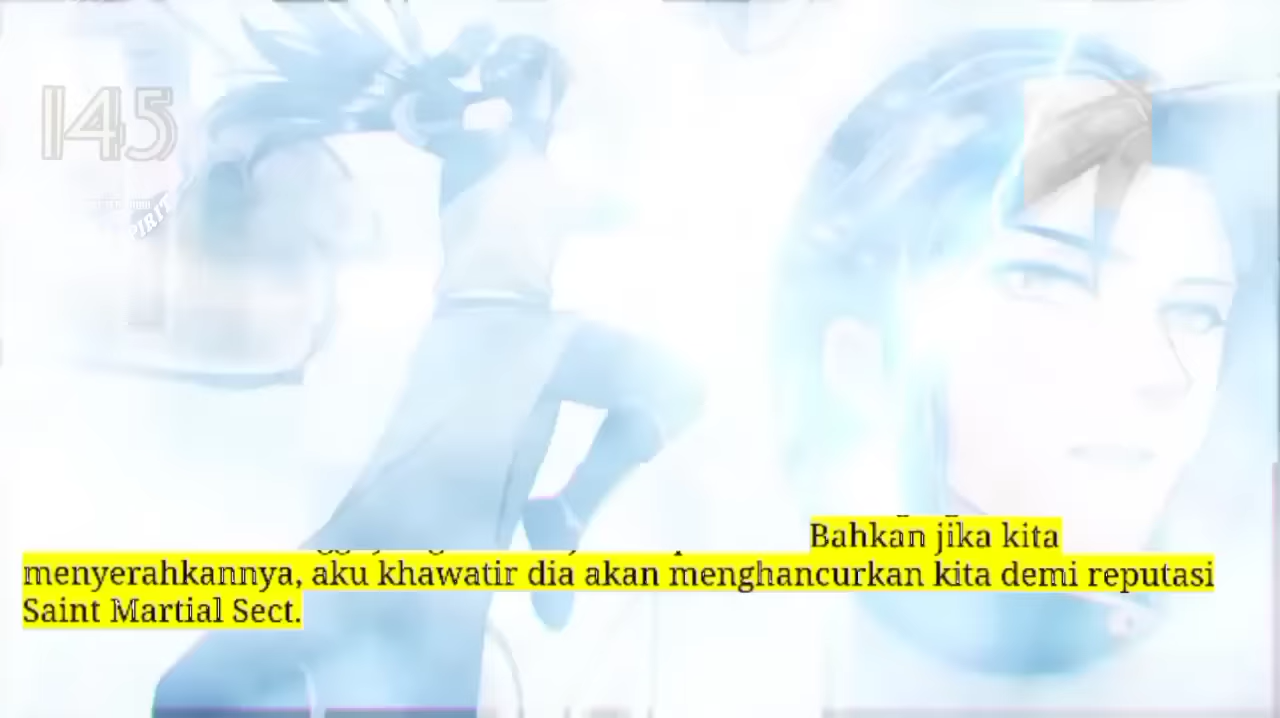 145
Bahkan jika kita
menyerahkannya, aku khawatir dia akan menghancurkan kita demi reputasi
Saint Martial Sect.